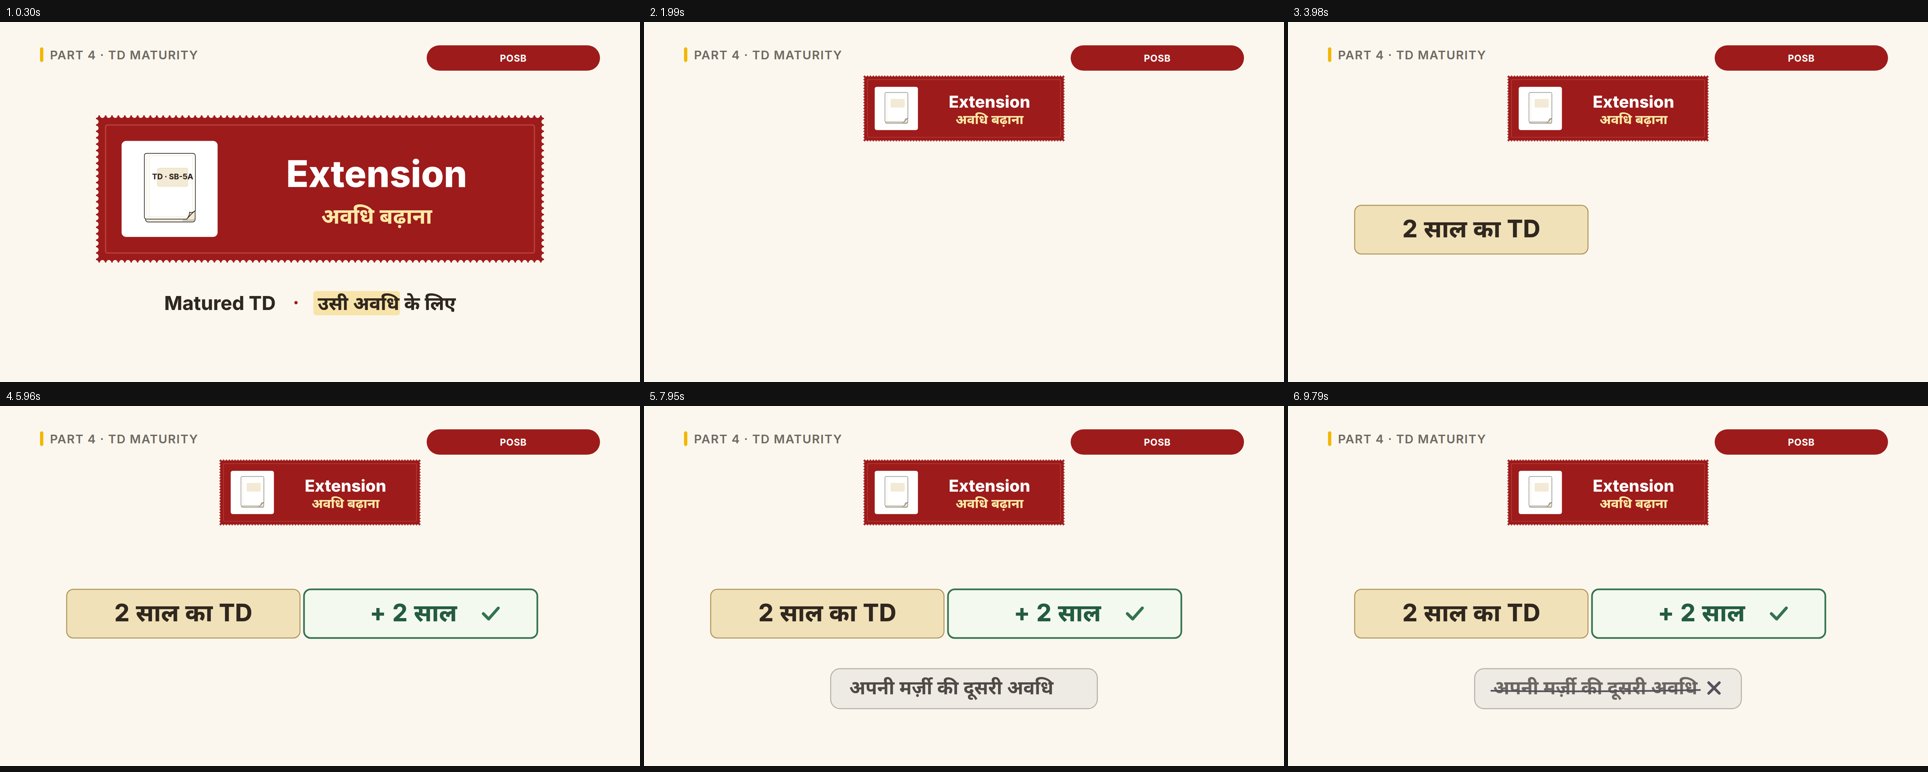 1. 0.30s
PART 4 · TD MATURITY
POSB
TD · SB-5A
Extension
अवधि बढ़ाना
Matured TD · उसी अवधि के लिए
2. 1.99s
PART 4 · TD MATURITY
POSB
Extension
अवधि बढ़ाना
3. 3.98s
PART 4 · TD MATURITY
POSB
Extension
अवधि बढ़ाना
2 साल का TD
4. 5.96s
PART 4 · TD MATURITY
POSB
Extension
अवधि बढ़ाना
2 साल का TD
+ 2 साल ✓
5. 7.95s
PART 4 · TD MATURITY
POSB
Extension
अवधि बढ़ाना
2 साल का TD
+ 2 साल ✓
अपनी मर्ज़ी की दूसरी अवधि
6. 9.79s
PART 4 · TD MATURITY
POSB
Extension
अवधि बढ़ाना
2 साल का TD
+ 2 साल ✓
अपनी मर्ज़ी की दूसरी अवधि ✕